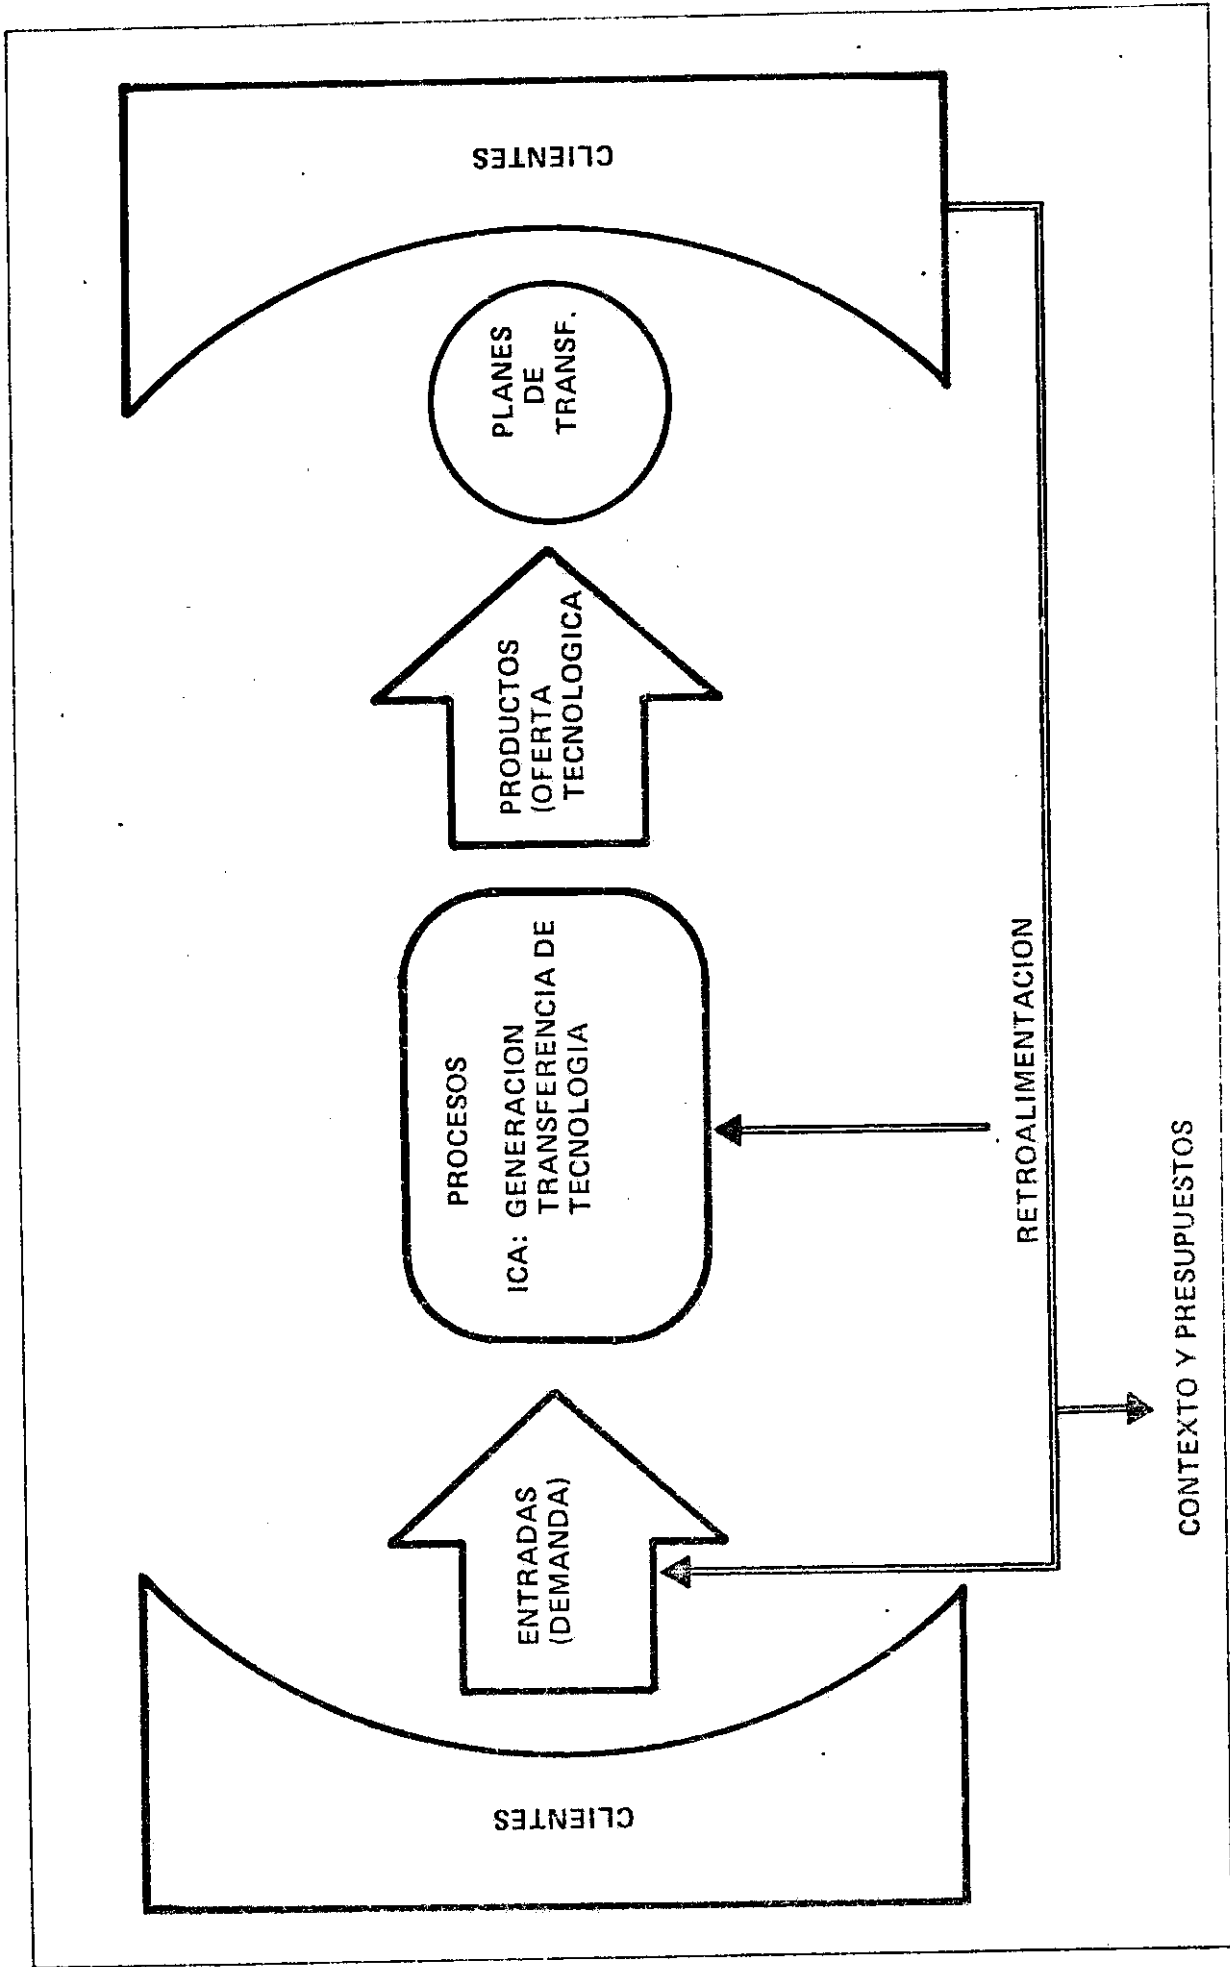 CLIENTES
ENTRADAS
(DEMANDA)
PROCESOS
ICA: GENERACION
TRANSFERENCIA DE
TECNOLOGIA
PRODUCTOS
(OFERTA
TECNOLOGICA
PLANES
DE
TRANSF.
CLIENTES
RETROALIMENTACION
CONTEXTO Y PRESUPUESTOS